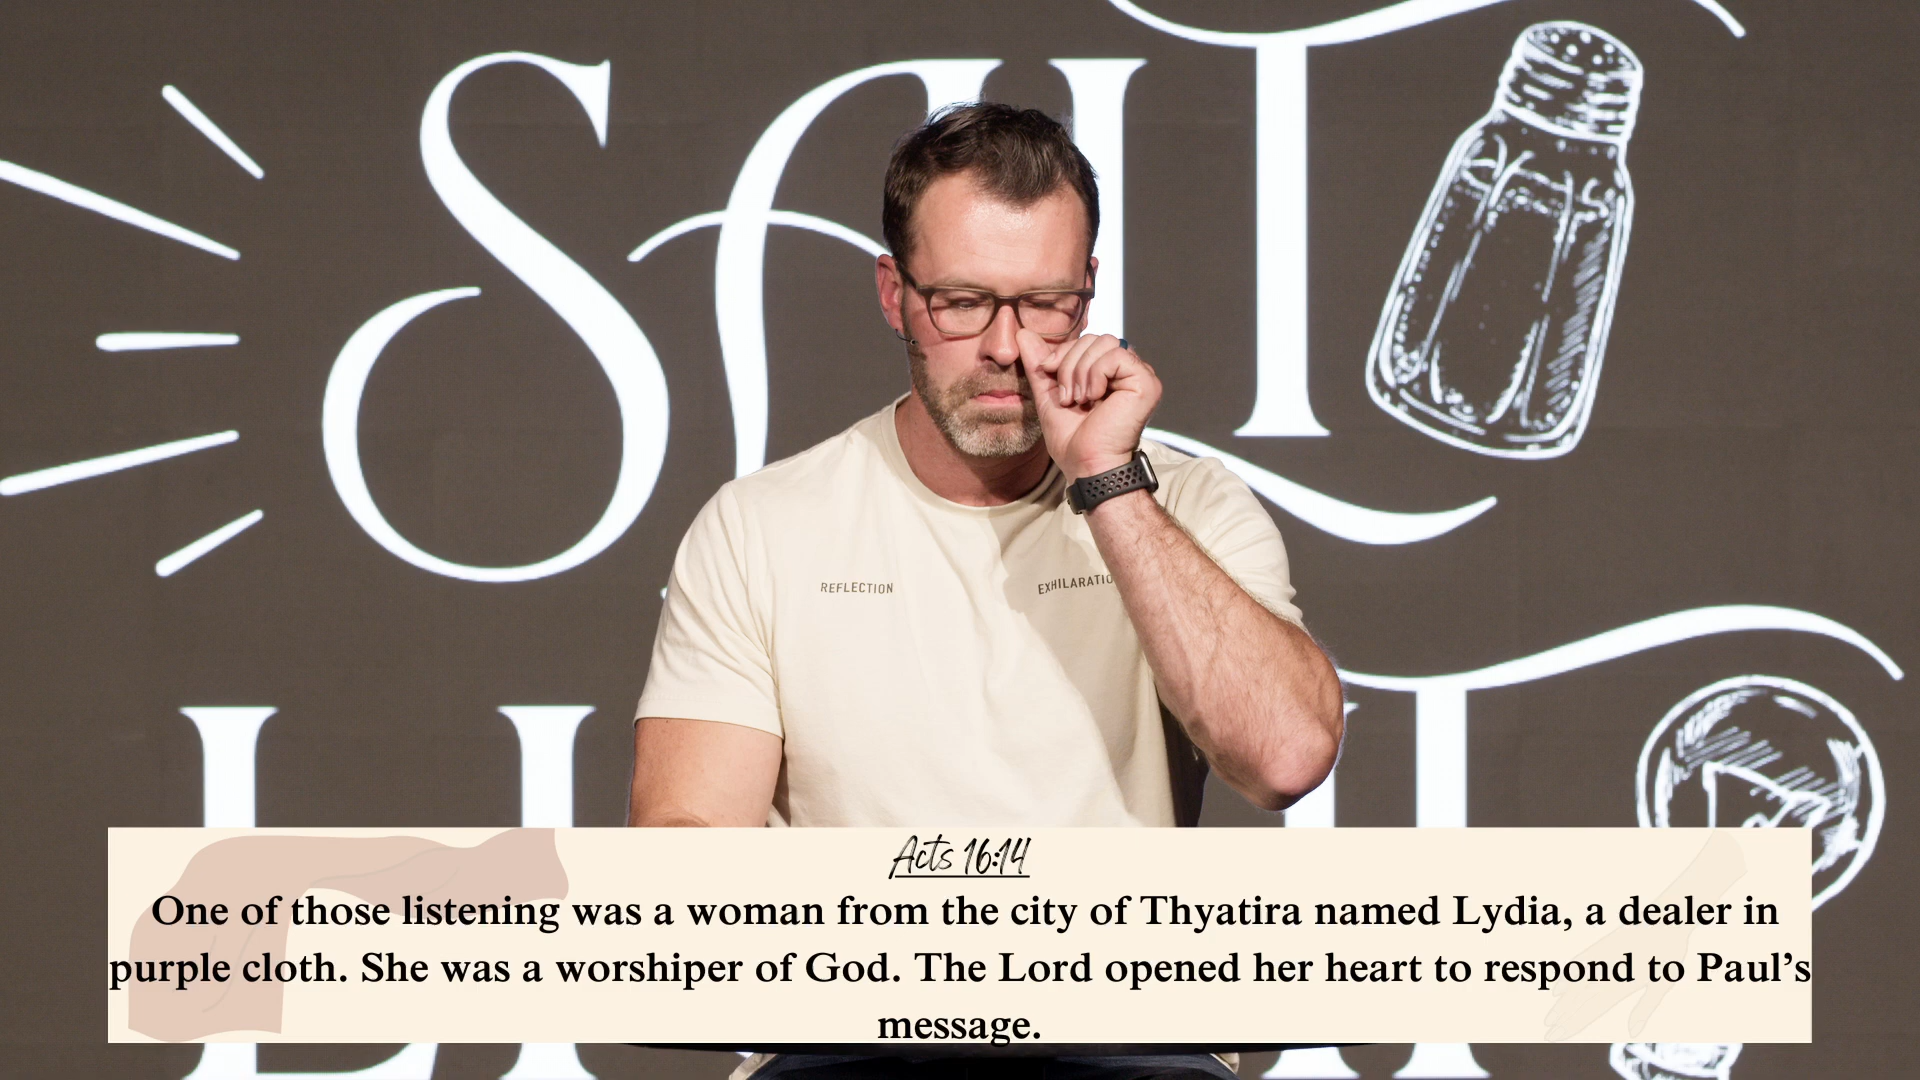 SALT
REFLECTION
EXHILARATIO
Acts 16:14
One of those listening was a woman from the city of Thyatira named Lydia, a dealer in
purple cloth. She was a worshiper of God. The Lord opened her heart to respond to Paul’s
message.